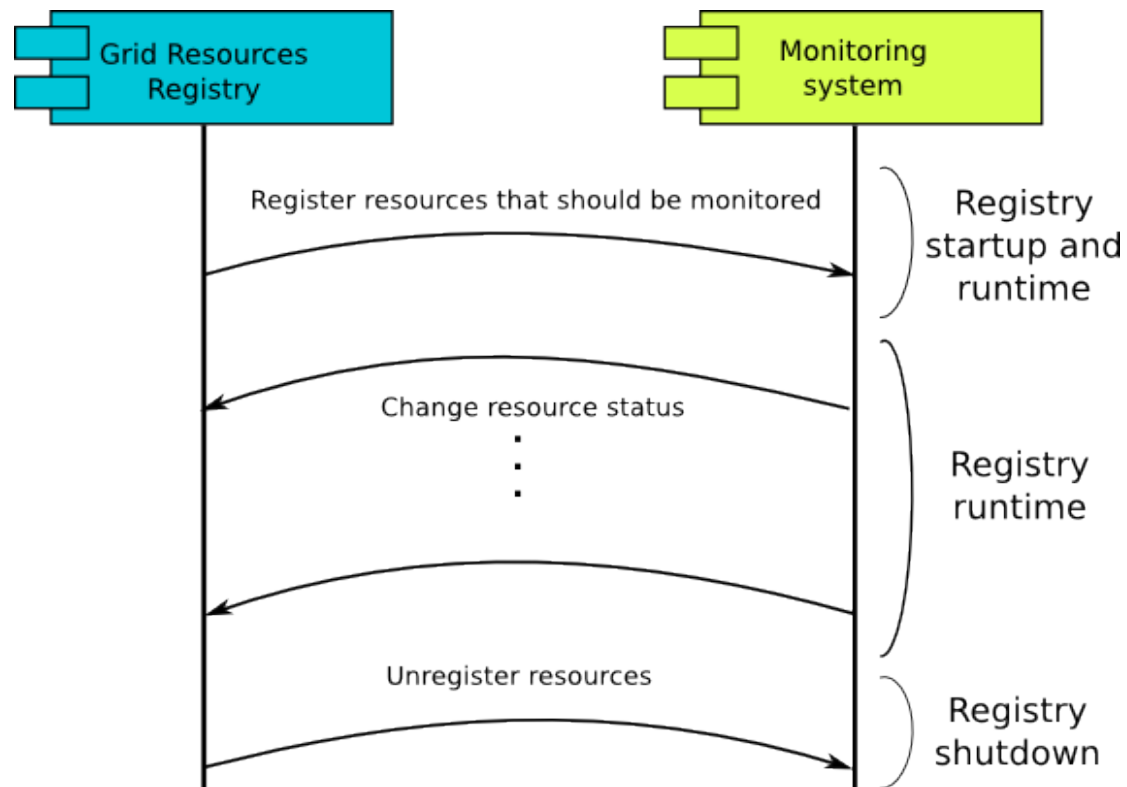 Grid Resources
Registry
Monitoring
system
Register resources that should be monitored
Registry
startup and
runtime
Change resource status
Registry
runtime
Unregister resources
Registry
shutdown